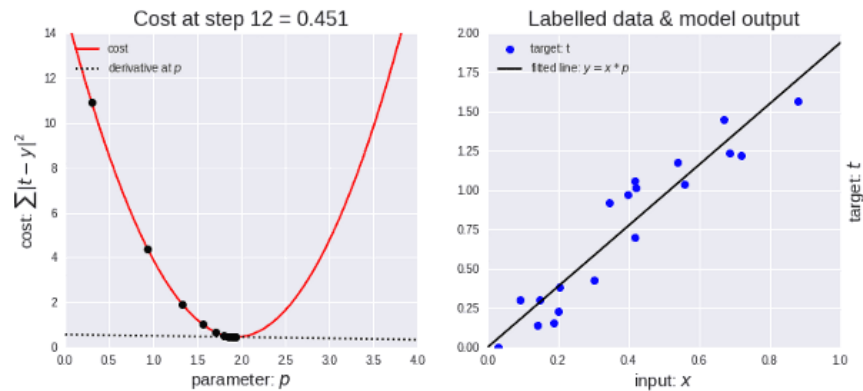 Cost at step 12 = 0.451
cost
derivative at p
14
12
10
8
6
4
2
0
cost: ∑|t − y|²
0.0 0.5 1.0 1.5 2.0 2.5 3.0 3.5 4.0
parameter: p
Labelled data & model output
target: t
fitted line: y = x * p
2.00
1.75
1.50
1.25
1.00
0.75
0.50
0.25
0.00
target: t
0.0 0.2 0.4 0.6 0.8 1.0
input: x